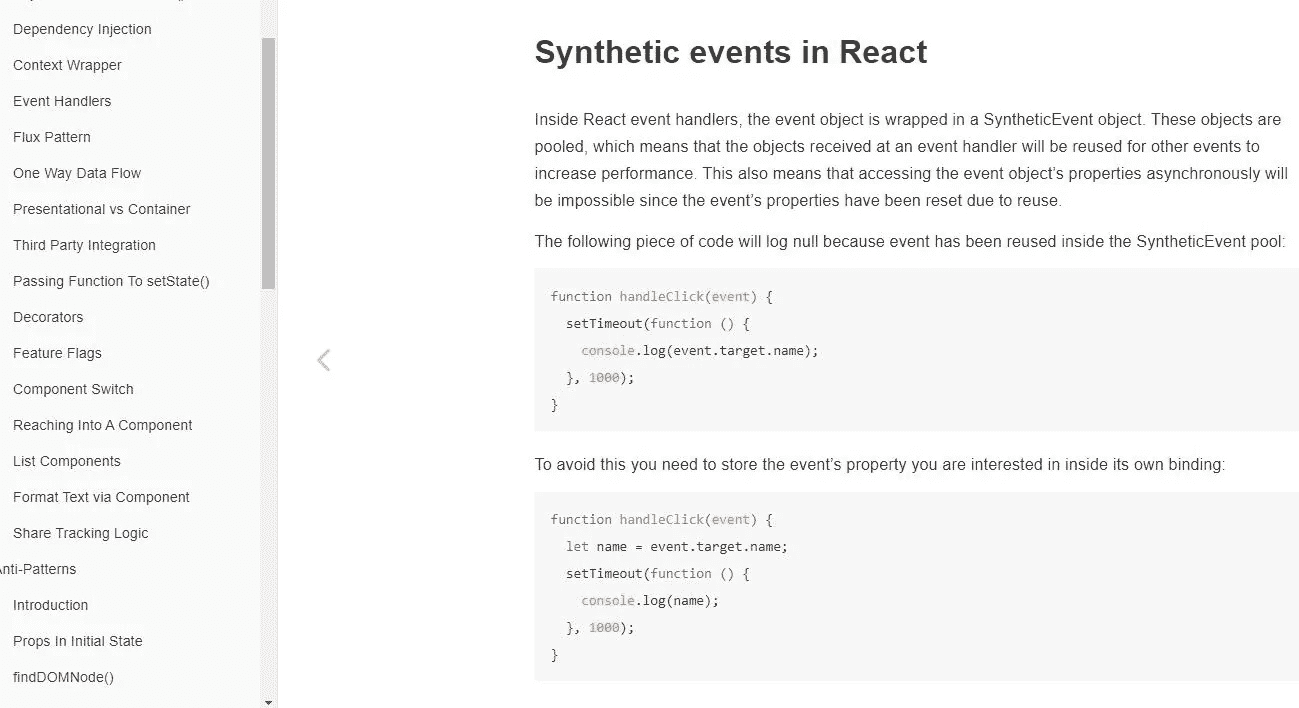 Dependency Injection
Context Wrapper
Event Handlers
Flux Pattern
One Way Data Flow
Presentational vs Container
Third Party Integration
Passing Function To setState()
Decorators
Feature Flags
Component Switch
Reaching Into A Component
List Components
Format Text via Component
Share Tracking Logic
nti-Patterns
Introduction
Props In Initial State
findDOMNode()
Synthetic events in React
Inside React event handlers, the event object is wrapped in a SyntheticEvent object. These objects are
pooled, which means that the objects received at an event handler will be reused for other events to
increase performance. This also means that accessing the event object’s properties asynchronously will
be impossible since the event’s properties have been reset due to reuse.
The following piece of code will log null because event has been reused inside the SyntheticEvent pool:
function handleClick(event) {
  setTimeout(function () {
    console.log(event.target.name);
  }, 1000);
}
To avoid this you need to store the event’s property you are interested in inside its own binding:
function handleClick(event) {
  let name = event.target.name;
  setTimeout(function () {
    console.log(name);
  }, 1000);
}